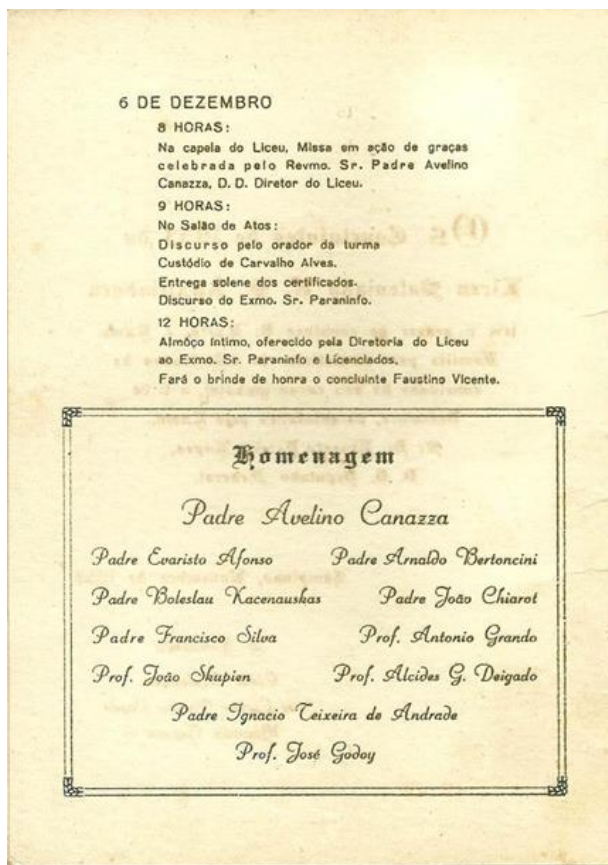 6 DE DEZEMBRO
8 HORAS:
Na capela do Liceu, Missa em ação de graças
celebrada pelo Revmo. Sr. Padre Avelino
Canazza, D. D. Diretor do Liceu.
9 HORAS:
No Salão de Atos:
Discurso pelo orador da turma
Custódio de Carvalho Alves.
Entrega solene dos certificados.
Discurso do Exmo. Sr. Paraninfo.
12 HORAS:
Almôço íntimo, oferecido pela Diretoria do Liceu
ao Exmo. Sr. Paraninfo e Licenciados.
Fará o brinde de honra o concluinte Faustino Vicente.
Homenagem
Padre Avelino Canazza
Padre Evaristo Afonso Padre Arnaldo Bertoncini
Padre Boleslau Kacenauskas Padre João Chiarot
Padre Francisco Silva Prof. Antonio Grando
Prof. João Skupien Prof. Alcides G. Deigado
Padre Ignacio Teixeira de Andrade
Prof. José Godoy